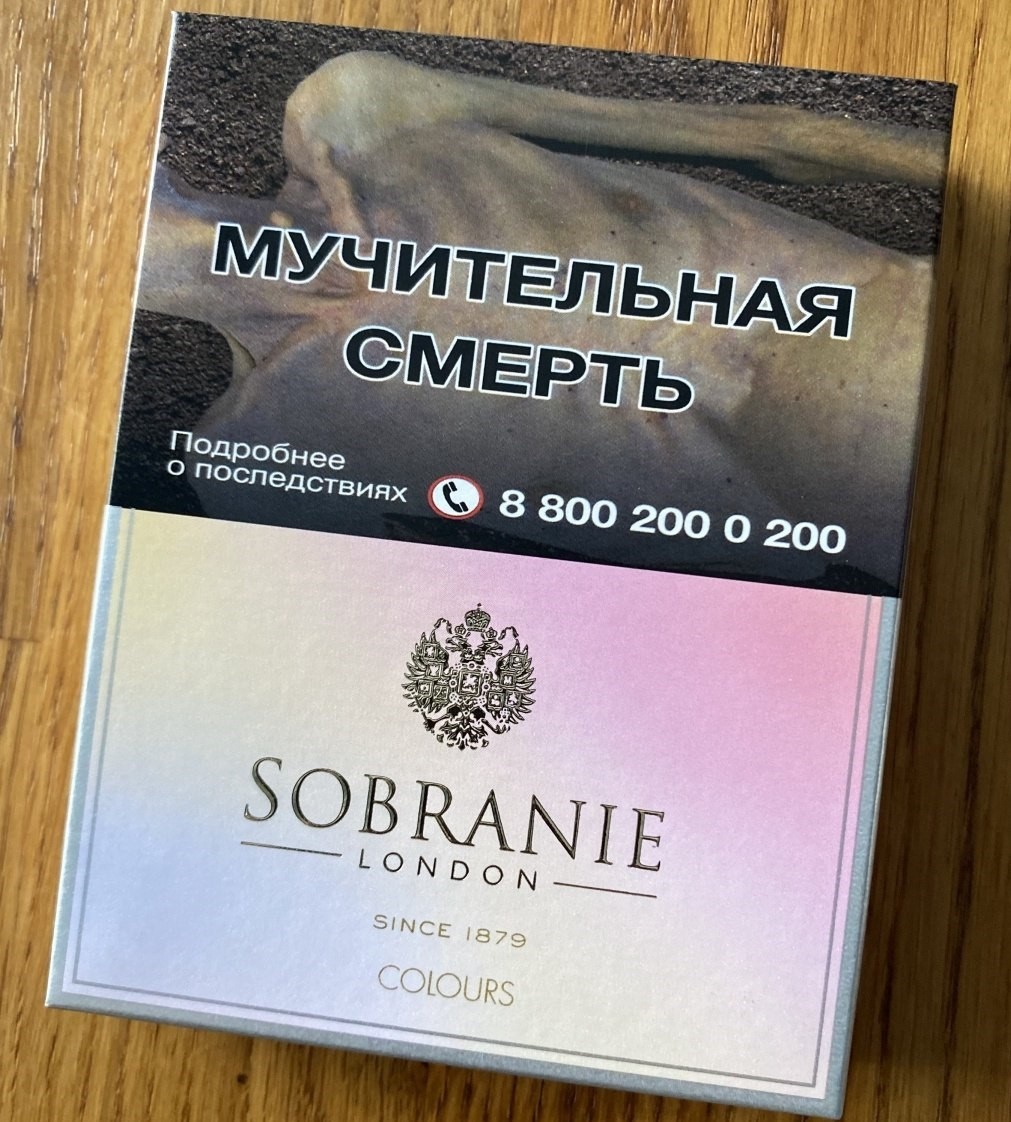 МУЧИТЕЛЬНАЯ
СМЕРТЬ
Подробнее
о последствиях 8 800 200 0 200
SOBRANIE
LONDON
SINCE 1879
COLOURS